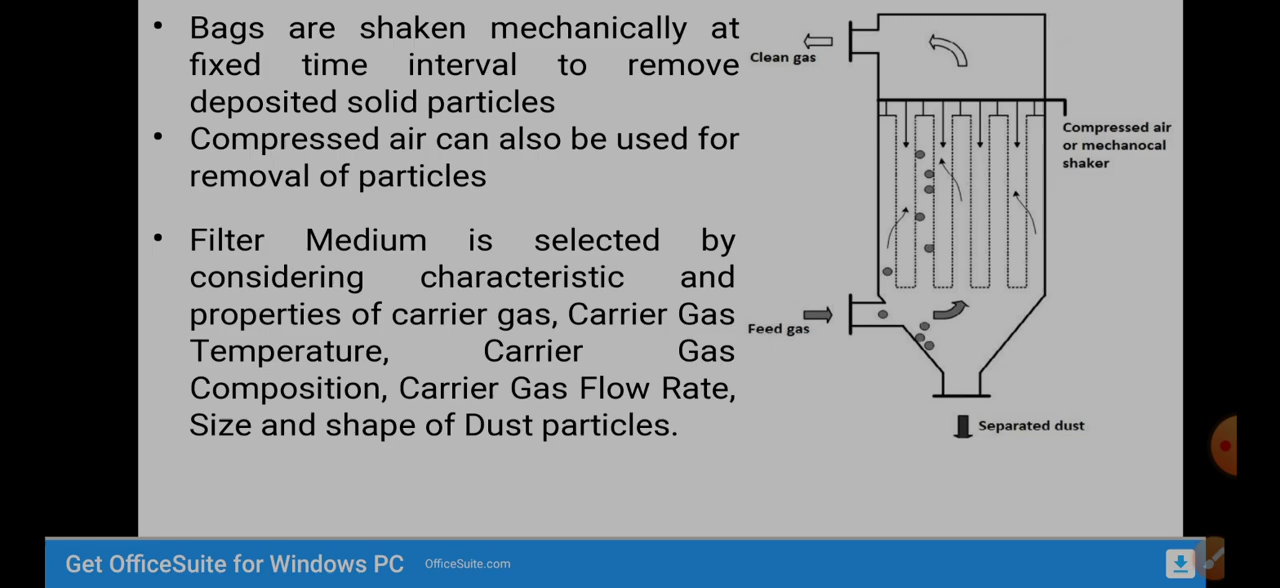 • Bags are shaken mechanically at
fixed time interval to remove
deposited solid particles
• Compressed air can also be used for
removal of particles
• Filter Medium is selected by
considering characteristic and
properties of carrier gas, Carrier Gas
Temperature, Carrier Gas
Composition, Carrier Gas Flow Rate,
Size and shape of Dust particles.
Clean gas
Compressed air
or mechanocal
shaker
Feed gas
Separated dust
Get OfficeSuite for Windows PC OfficeSuite.com